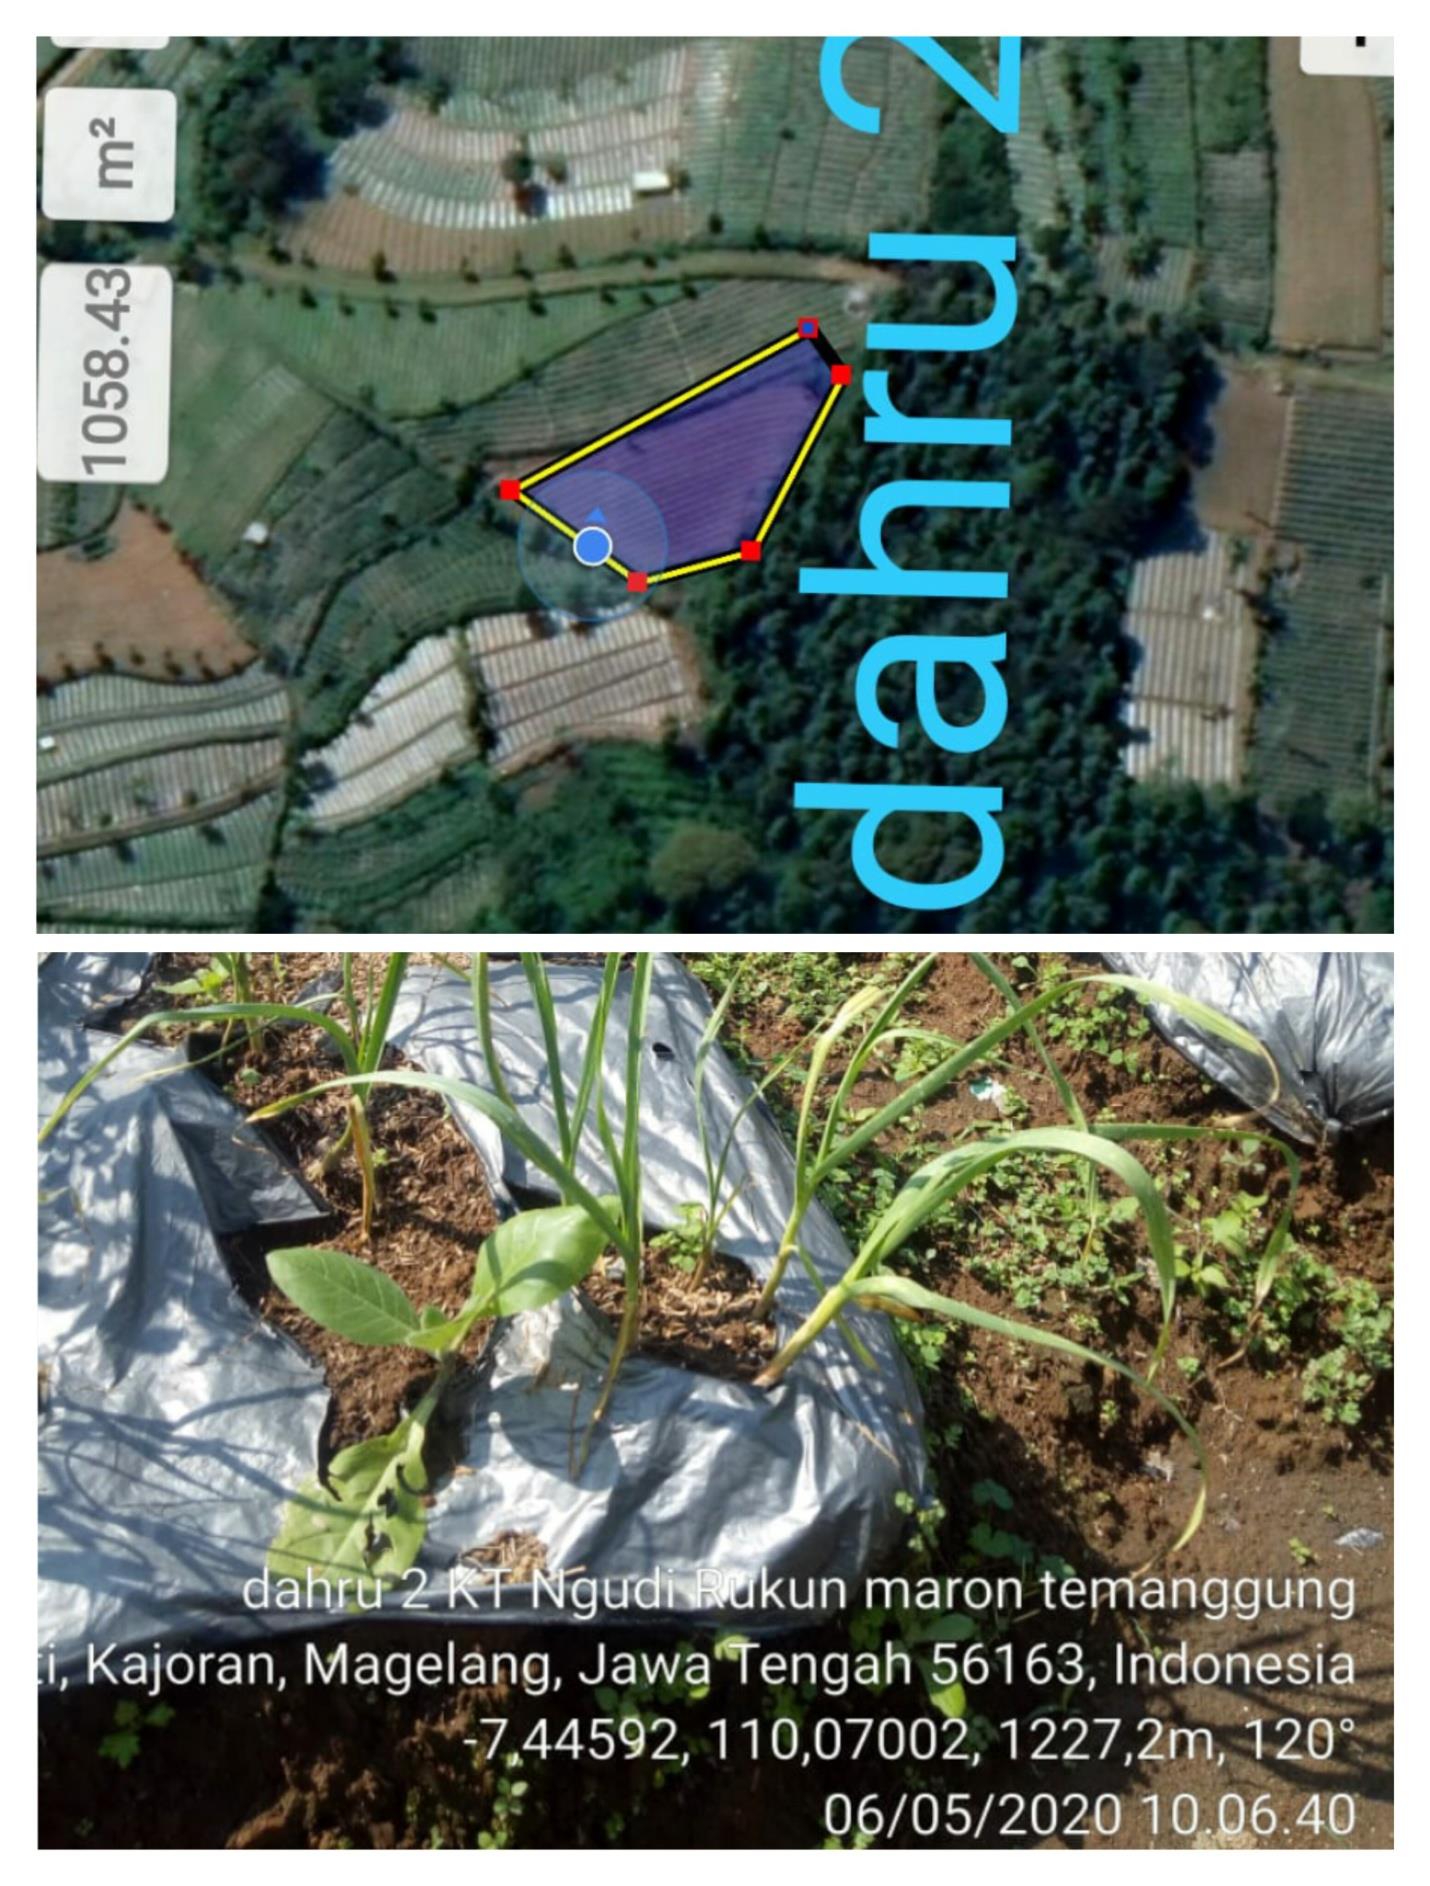 m²
1058.43
dahru 2
dahru 2 KT Ngudi Rukun maron temanggung
ti, Kajoran, Magelang, Jawa Tengah 56163, Indonesia
-7,44592, 110,07002, 1227,2m, 120°
06/05/2020 10.06.40